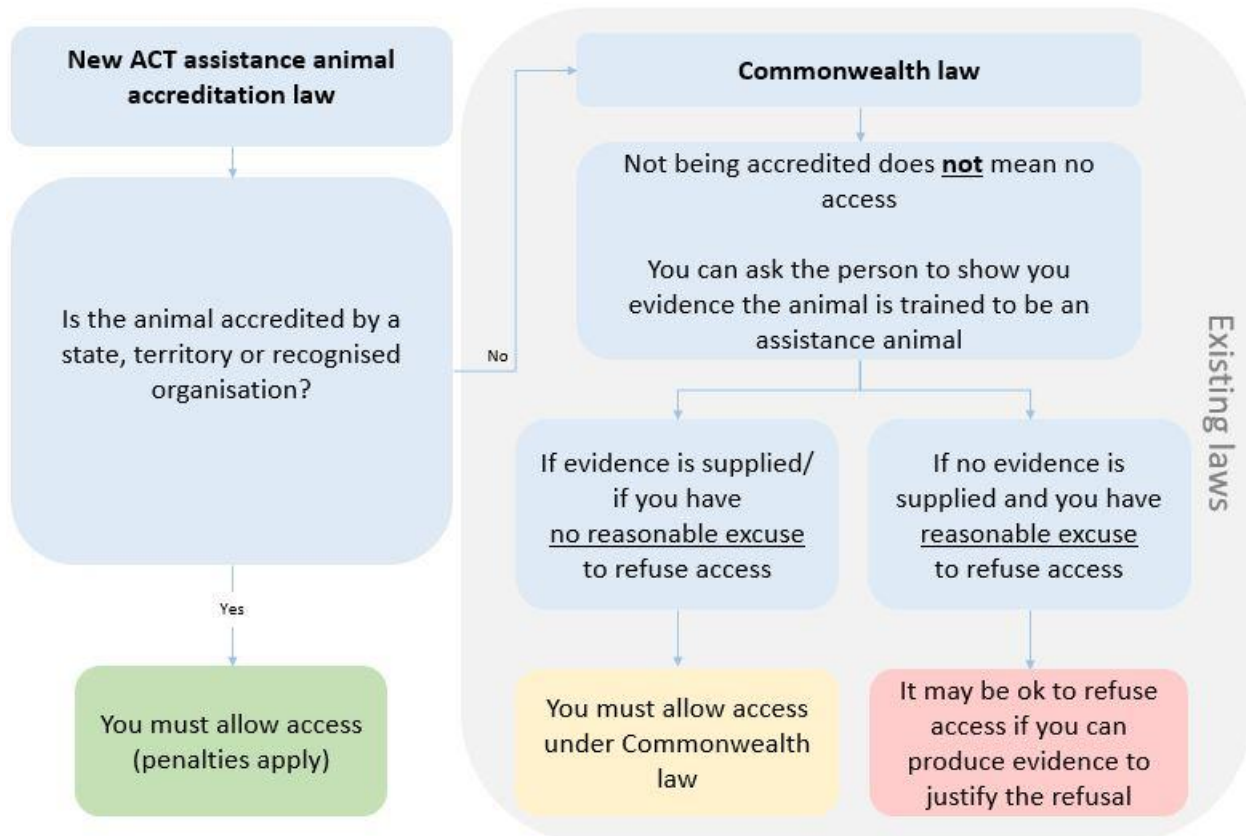 New ACT assistance animal
accreditation law
Is the animal accredited by a
state, territory or recognised
organisation?
No
Yes
You must allow access
(penalties apply)
Commonwealth law
Not being accredited does not mean no
access
You can ask the person to show you
evidence the animal is trained to be an
assistance animal
If evidence is supplied/
if you have
no reasonable excuse
to refuse access
If no evidence is
supplied and you have
reasonable excuse
to refuse access
You must allow access
under Commonwealth
law
It may be ok to refuse
access if you can
produce evidence to
justify the refusal
Existing laws